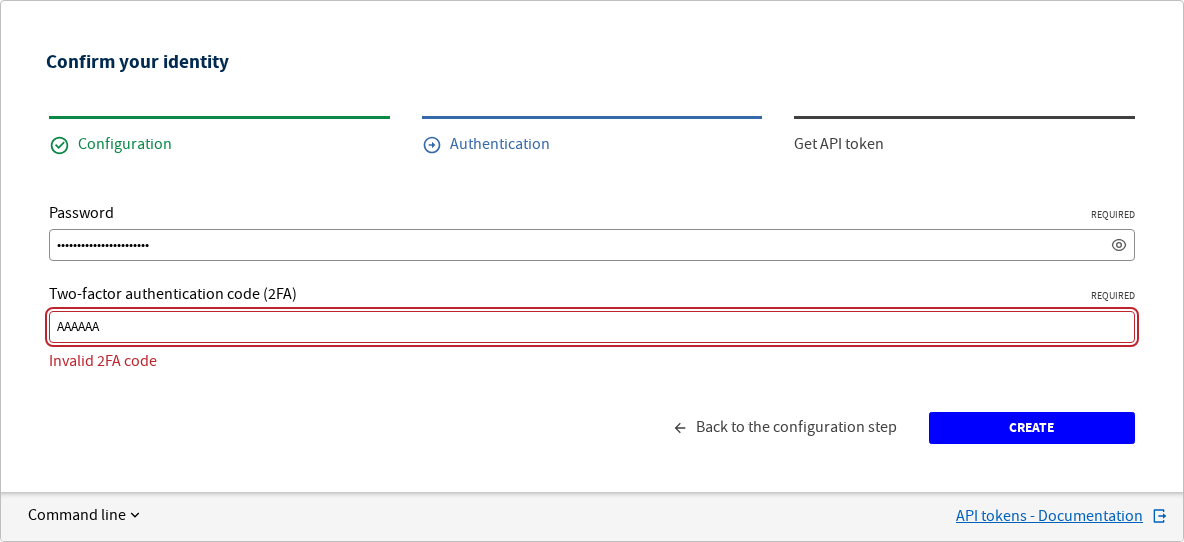 Confirm your identity
Configuration
Authentication
Get API token
Password
REQUIRED
•••••••••••••••••••••••
Two-factor authentication code (2FA)
REQUIRED
AAAAAA
Invalid 2FA code
Back to the configuration step
CREATE
Command line
API tokens - Documentation